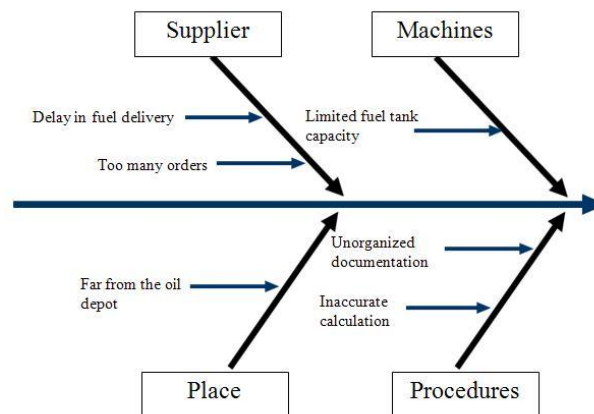 Supplier
Machines
Delay in fuel delivery
Too many orders
Limited fuel tank
capacity
Far from the oil
depot
Unorganized
documentation
Inaccurate
calculation
Place
Procedures